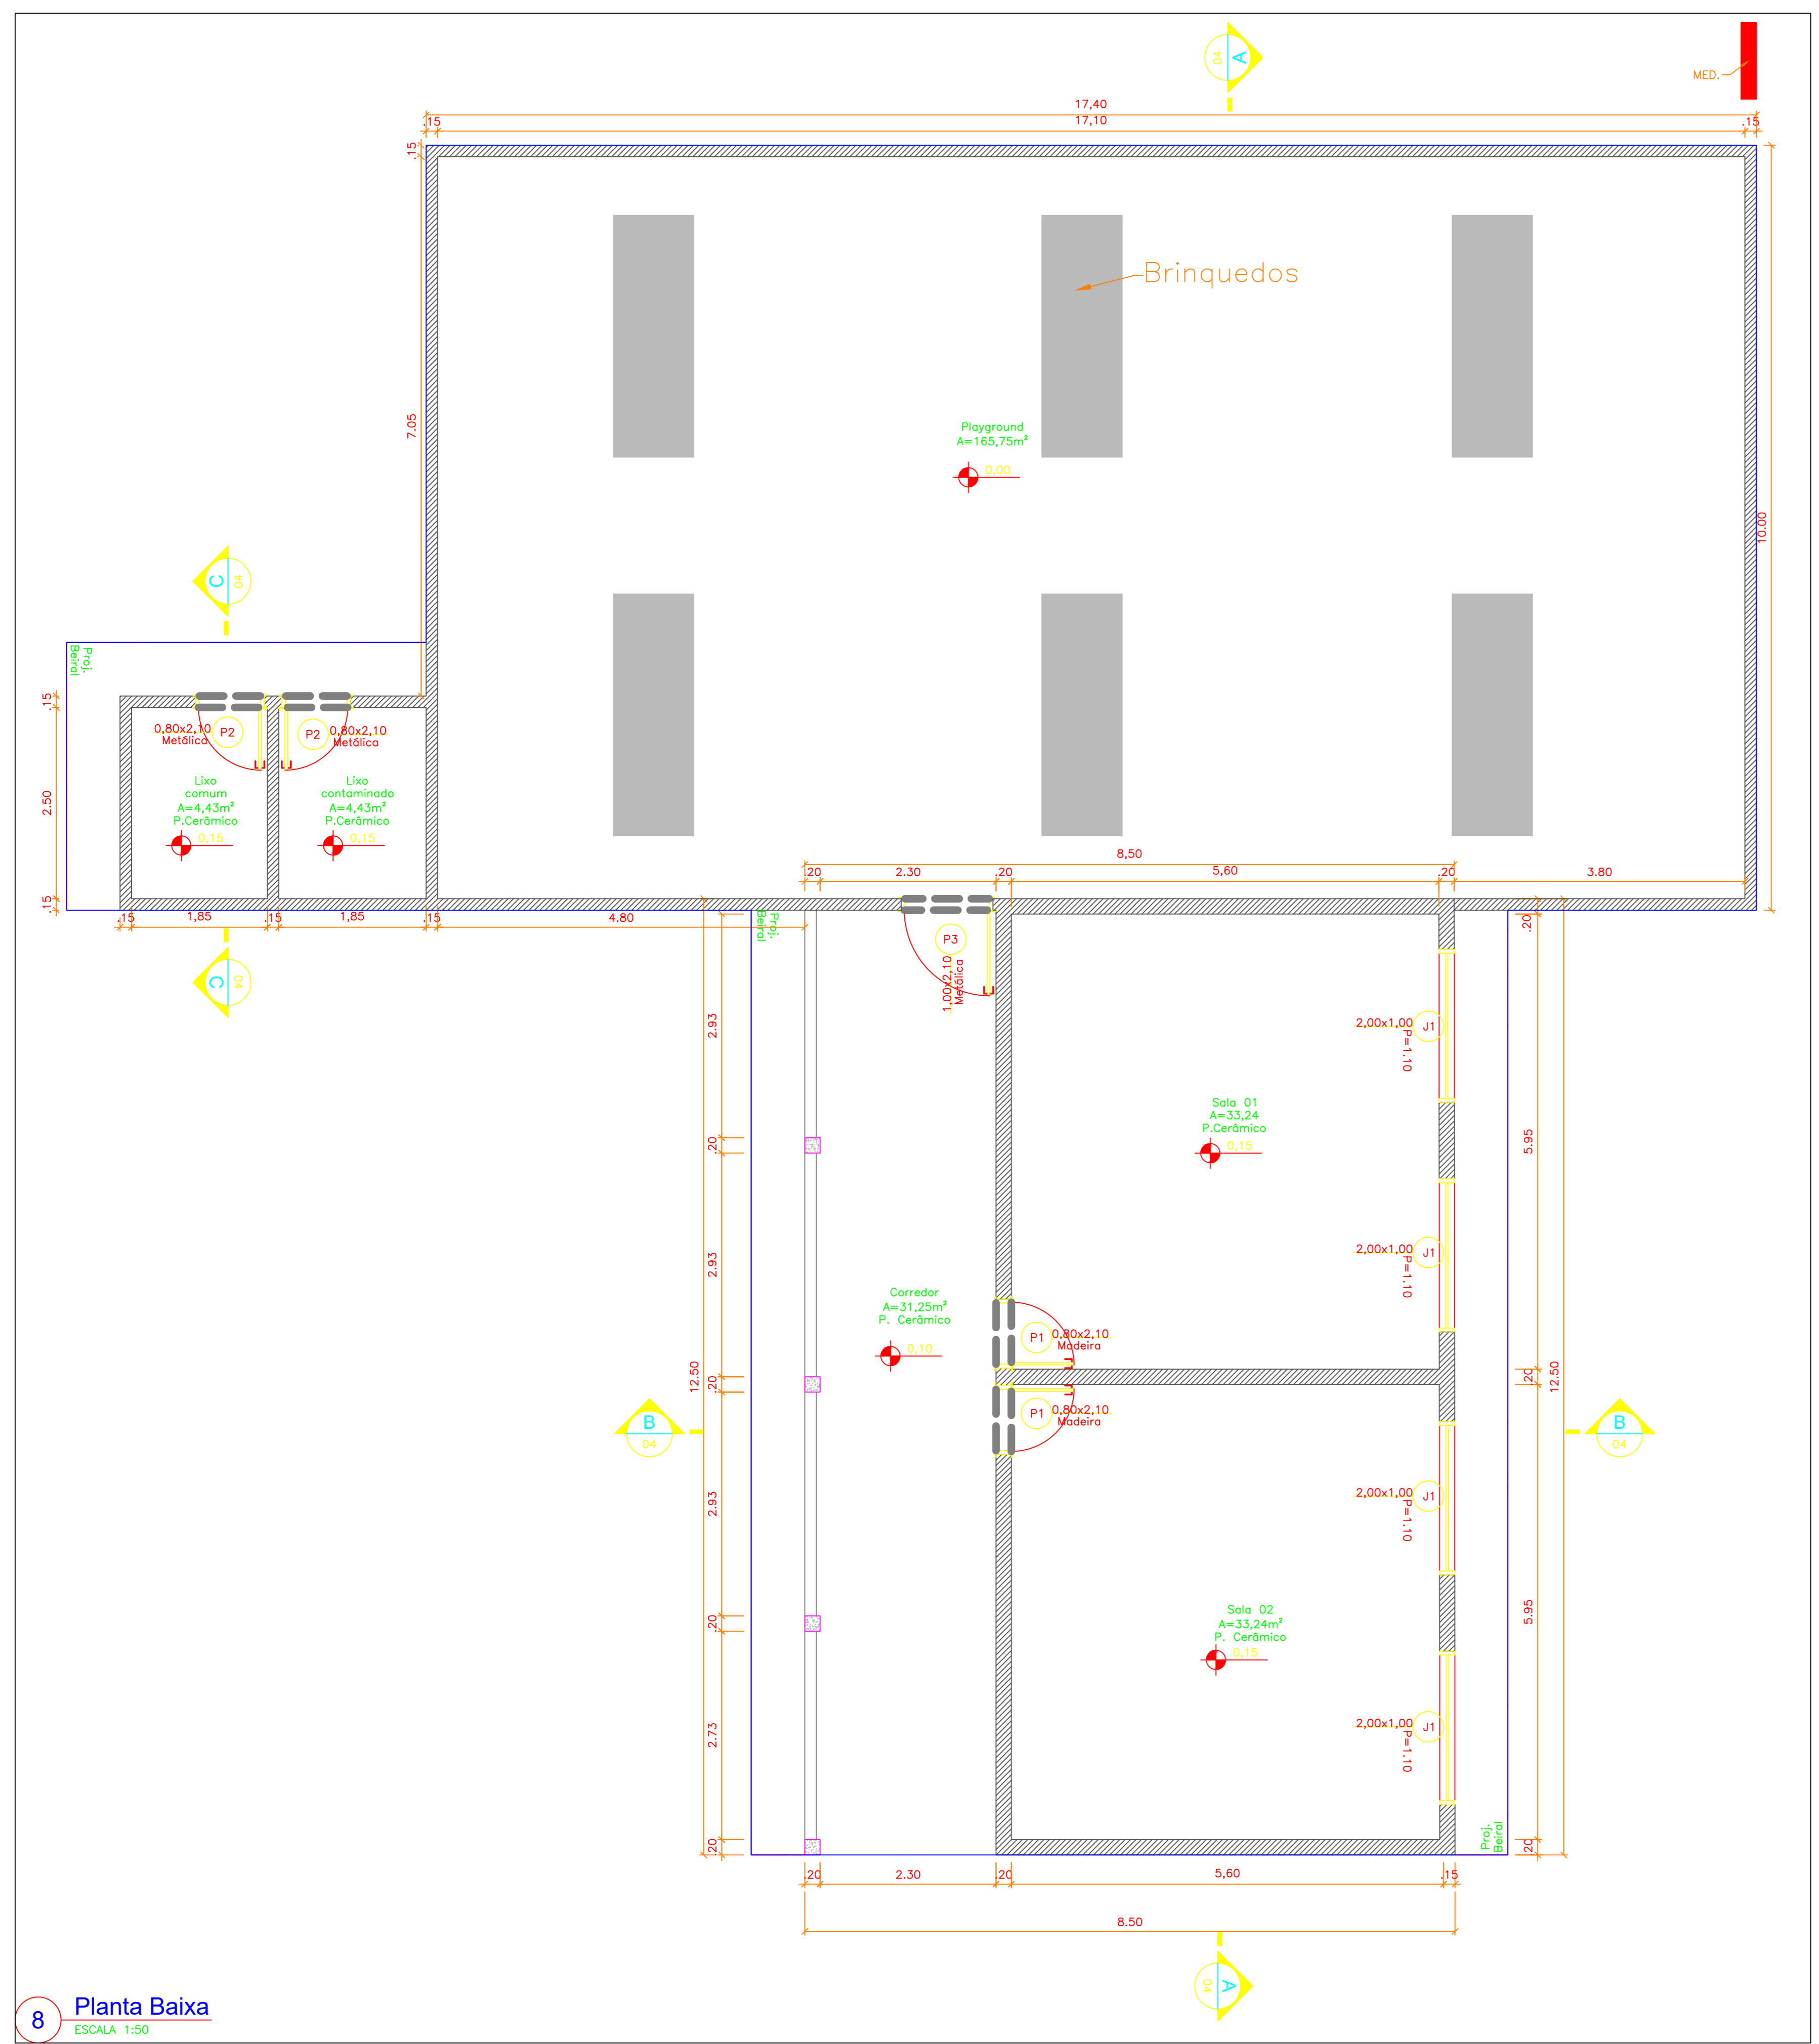 04
A
MED.
17,40
.15
17,10
.15
.15
Brinquedos
7.05
Playground
A=165,75m²
0,00
10.00
C
04
Proj.
Beiral
.15
0,80x2,10
Metálica
P2
P2
0,80x2,10
Metálica
2.50
Lixo
comum
A=4,43m²
P.Cerâmico
0,15
Lixo
contaminado
A=4,43m²
P.Cerâmico
0,15
8,50
.20
2.30
.20
5,60
.20
3.80
.15
.15
1,85
.15
1,85
.15
4.80
Proj.
Beiral
P3
1,00x2,10
Metálica
.20
C
04
2.93
2,00x1,00
J1
P=1.10
Sala 01
A=33,24
P.Cerâmico
0,15
.20
5.95
2.93
2,00x1,00
J1
P=1.10
Corredor
A=31,25m²
P. Cerâmico
0,10
P1
0,80x2,10
Madeira
12.50
.20
.20
12.50
P1
0,80x2,10
Madeira
B
04
B
04
2.93
2,00x1,00
J1
P=1.10
Sala 02
A=33,24m²
P. Cerâmico
0,15
.20
5.95
2.73
2,00x1,00
J1
P=1.10
Proj.
Beiral
.20
.20
.20
2.30
.20
5,60
.15
8.50
04
A
8
Planta Baixa
ESCALA 1:50